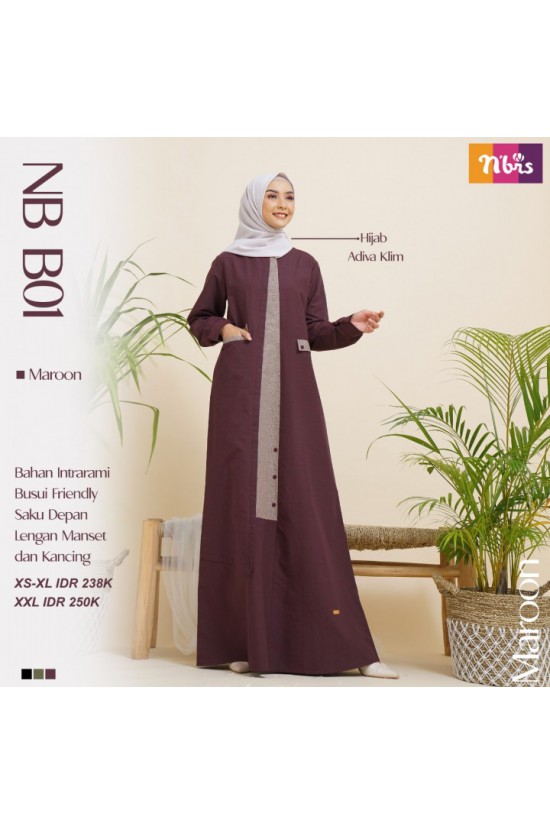 NB B01
Maroon
Bahan Intrarami
Busui Friendly
Saku Depan
Lengan Manset
dan Kancing
XS-XL IDR 238K
XXL IDR 250K
N'brs
Hijab
Adiva Klim
Maroon